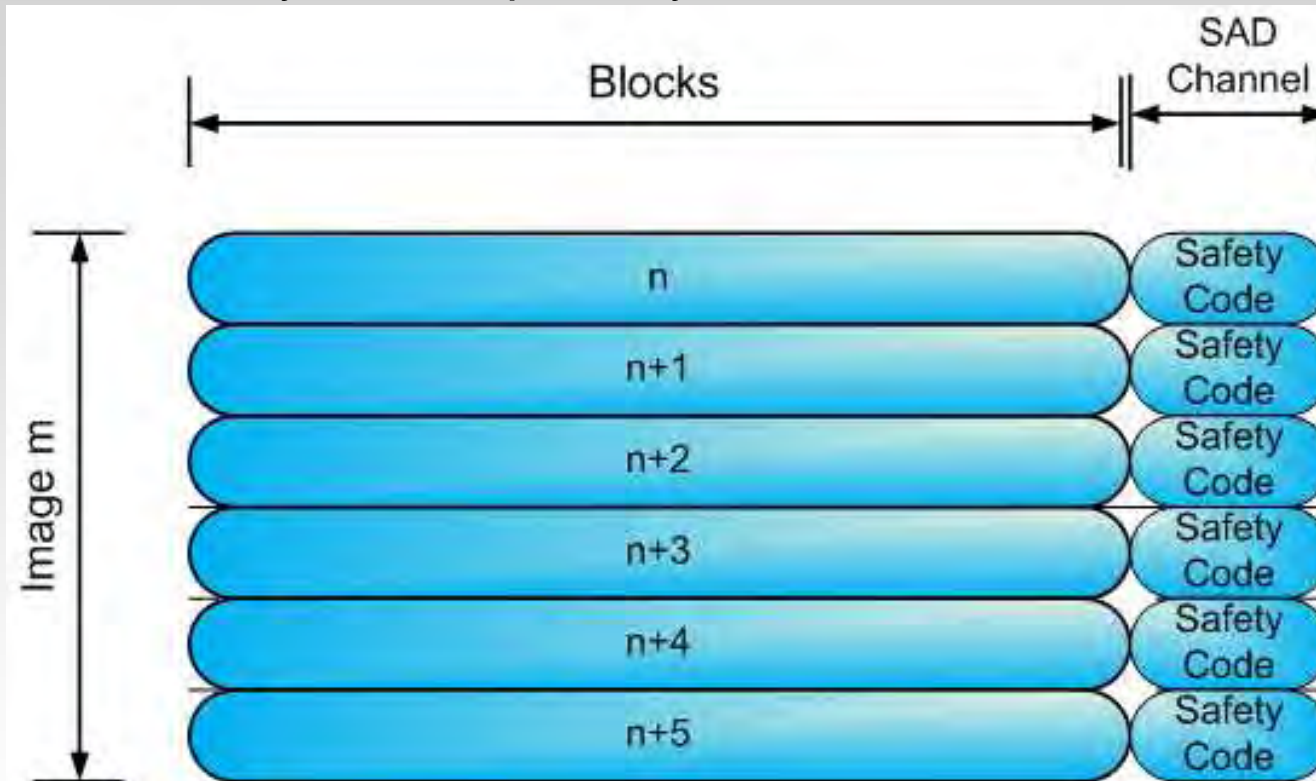 SAD
Channel
Blocks
Image m
n
Safety
Code
n+1
Safety
Code
n+2
Safety
Code
n+3
Safety
Code
n+4
Safety
Code
n+5
Safety
Code